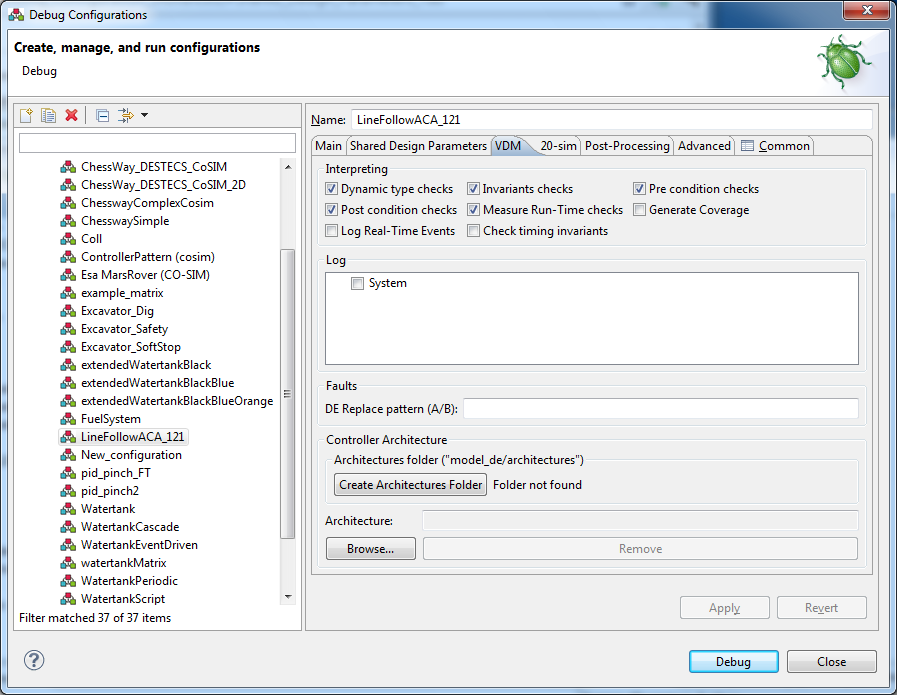 Debug Configurations
Create, manage, and run configurations
Debug
ChessWay_DESTECS_CoSIM
ChessWay_DESTECS_CoSIM_2D
ChesswayComplexCosim
ChesswaySimple
Coll
ControllerPattern (cosim)
Esa MarsRover (CO-SIM)
example_matrix
Excavator_Dig
Excavator_Safety
Excavator_SoftStop
extendedWatertankBlack
extendedWatertankBlackBlue
extendedWatertankBlackBlueOrange
FuelSystem
LineFollowACA_121
New_configuration
pid_pinch_FT
pid_pinch2
Watertank
WatertankCascade
WatertankEventDriven
watertankMatrix
WatertankPeriodic
WatertankScript
Filter matched 37 of 37 items
Name: LineFollowACA_121
Main Shared Design Parameters VDM 20-sim Post-Processing Advanced Common
Interpreting
Dynamic type checks Invariants checks Pre condition checks
Post condition checks Measure Run-Time checks Generate Coverage
Log Real-Time Events Check timing invariants
Log
System
Faults
DE Replace pattern (A/B):
Controller Architecture
Architectures folder ("model_de/architectures")
Create Architectures Folder Folder not found
Architecture:
Browse... Remove
Apply Revert
? Debug Close